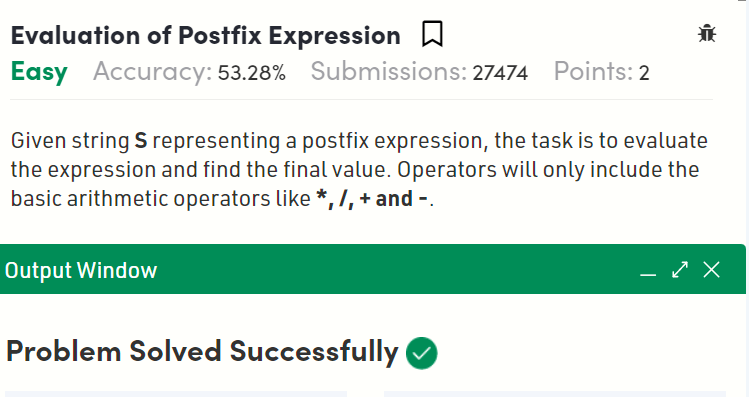 Evaluation of Postfix Expression
Easy Accuracy: 53.28% Submissions: 27474 Points: 2
Given string S representing a postfix expression, the task is to evaluate
the expression and find the final value. Operators will only include the
basic arithmetic operators like *, /, + and -.
Output Window
Problem Solved Successfully